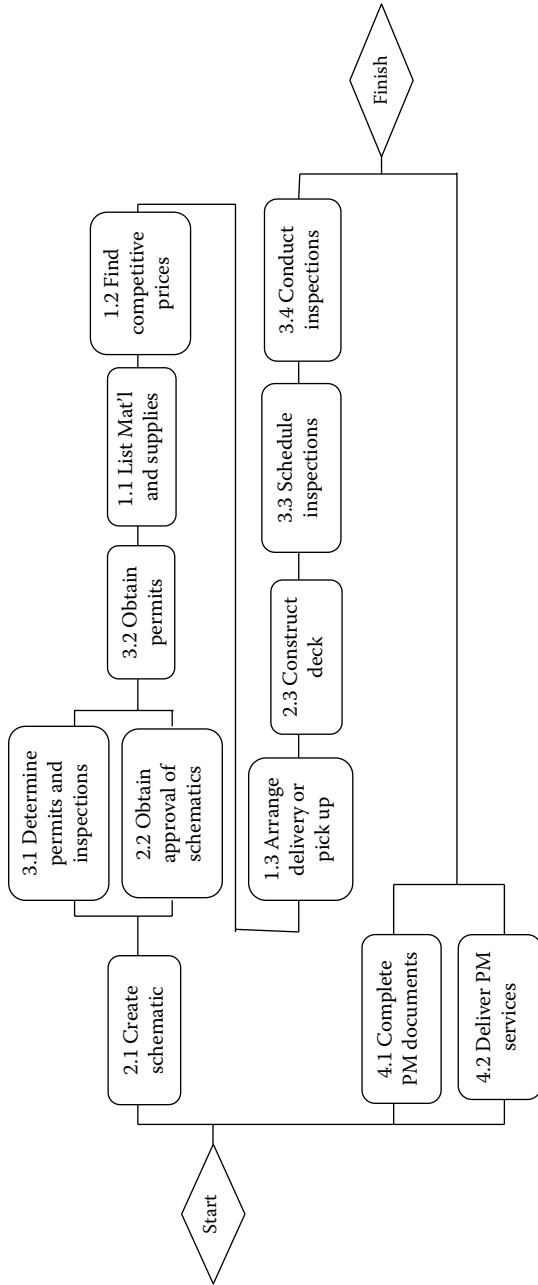 Start
2.1 Create
schematic
3.1 Determine
permits and
inspections
2.2 Obtain
approval of
schematics
3.2 Obtain
permits
1.1 List Mat'l
and supplies
1.2 Find
competitive
prices
1.3 Arrange
delivery or
pick up
2.3 Construct
deck
3.3 Schedule
inspections
3.4 Conduct
inspections
4.1 Complete
PM documents
4.2 Deliver PM
services
Finish